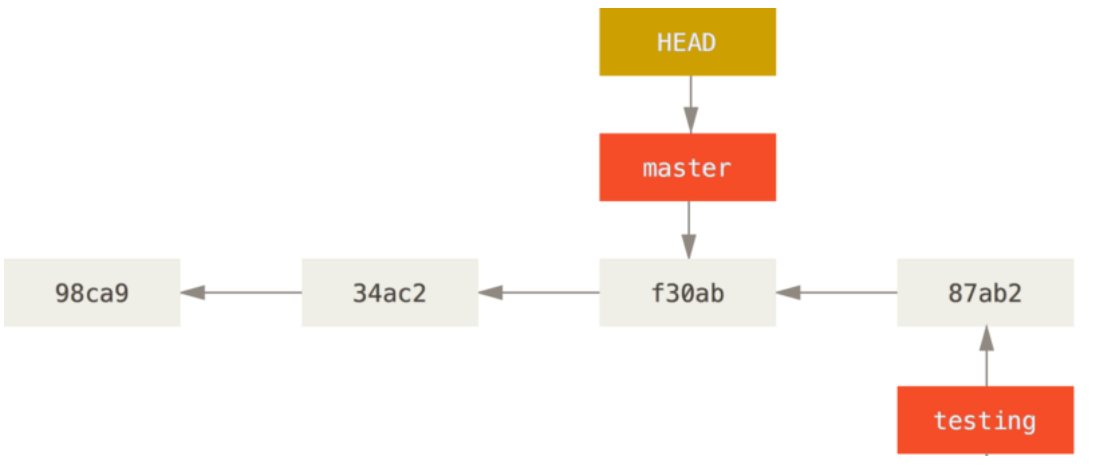 HEAD
master
98ca9
34ac2
f30ab
87ab2
testing